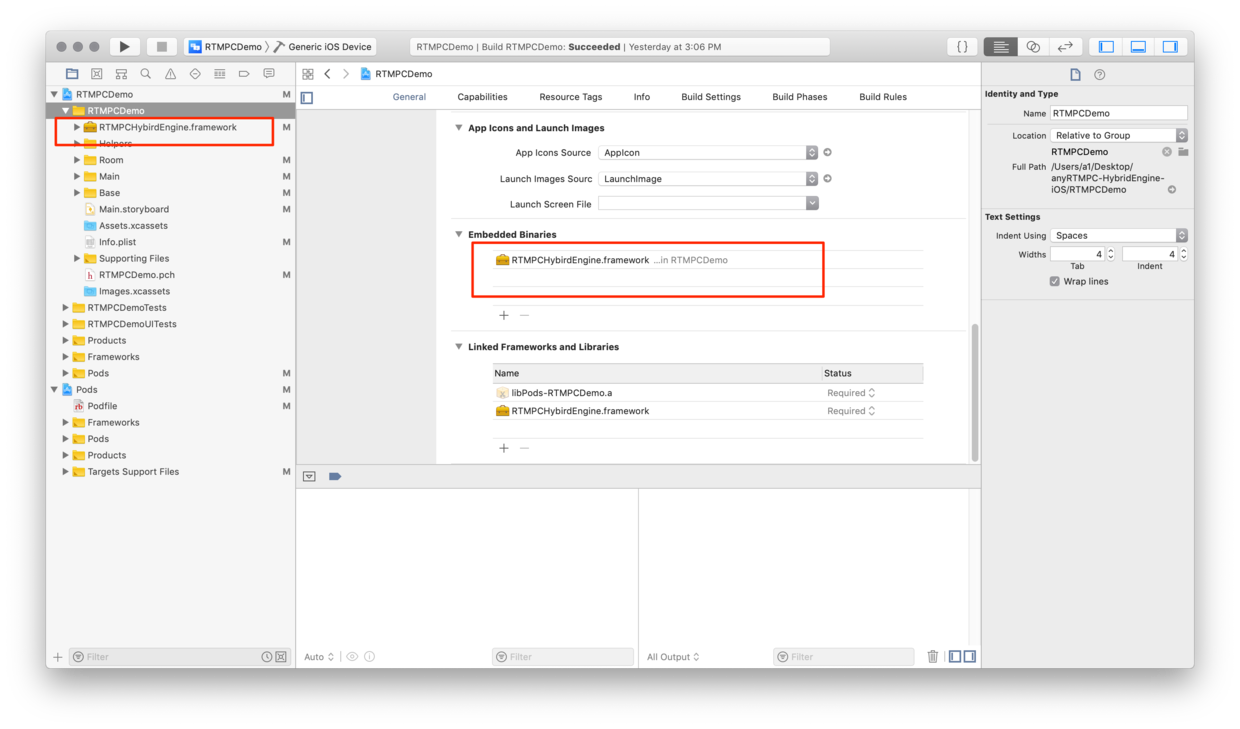 RTMPCDemo 〉 Generic iOS Device
RTMPCDemo | Build RTMPCDemo: Succeeded | Yesterday at 3:06 PM
{ }
RTMPCDemo M
RTMPCDemo
RTMPCHybirdEngine.framework M
Helpers
Room M
Main M
Base M
Main.storyboard M
Assets.xcassets
Info.plist M
Supporting Files
RTMPCDemo.pch M
Images.xcassets
RTMPCDemoTests
RTMPCDemoUITests
Products
Frameworks
Pods M
Pods M
Podfile M
Frameworks
Pods
Products
Targets Support Files M
Filter
RTMPCDemo
General Capabilities Resource Tags Info Build Settings Build Phases Build Rules
App Icons and Launch Images
App Icons Source AppIcon
Launch Images Sourc LaunchImage
Launch Screen File
Embedded Binaries
RTMPCHybirdEngine.framework ...in RTMPCDemo
Linked Frameworks and Libraries
Name Status
libPods-RTMPCDemo.a Required
RTMPCHybirdEngine.framework Required
Auto Filter
All Output Filter
Identity and Type
Name RTMPCDemo
Location Relative to Group
RTMPCDemo
Full Path /Users/a1/Desktop/
anyRTMPC-HybridEngine-
iOS/RTMPCDemo
Text Settings
Indent Using Spaces
Widths 4 4
Tab Indent
Wrap lines